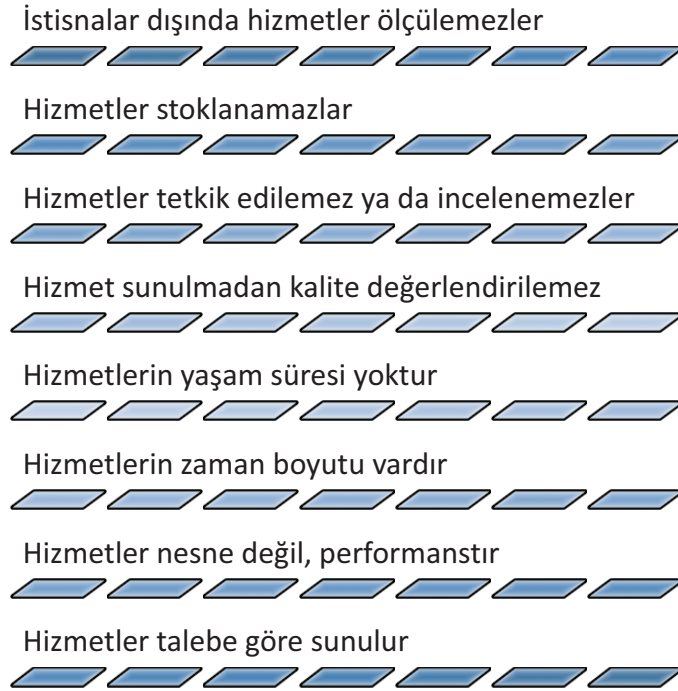 İstisnalar dışında hizmetler ölçülemezler
Hizmetler stoklanamazlar
Hizmetler tetkik edilemez ya da incelenemezler
Hizmet sunulmadan kalite değerlendirilemez
Hizmetlerin yaşam süresi yoktur
Hizmetlerin zaman boyutu vardır
Hizmetler nesne değil, performanstır
Hizmetler talebe göre sunulur